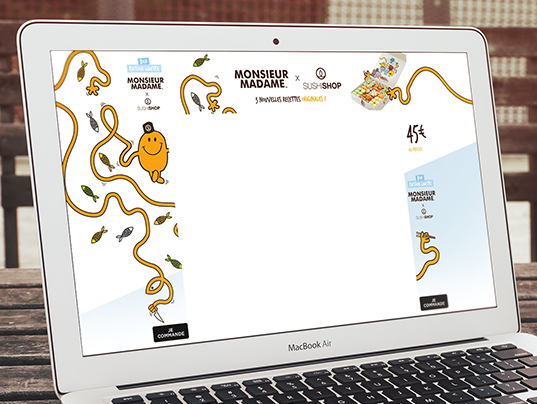 MONSIEUR
MADAME.
X
SUSHISHOP
JE
COMMANDE
MONSIEUR
MADAME.
X
SUSHISHOP
3 NOUVELLES RECETTES ORIGINALES !
45€
MONSIEUR
MADAME.
X
SUSHISHOP
JE
COMMANDE
MacBook Air